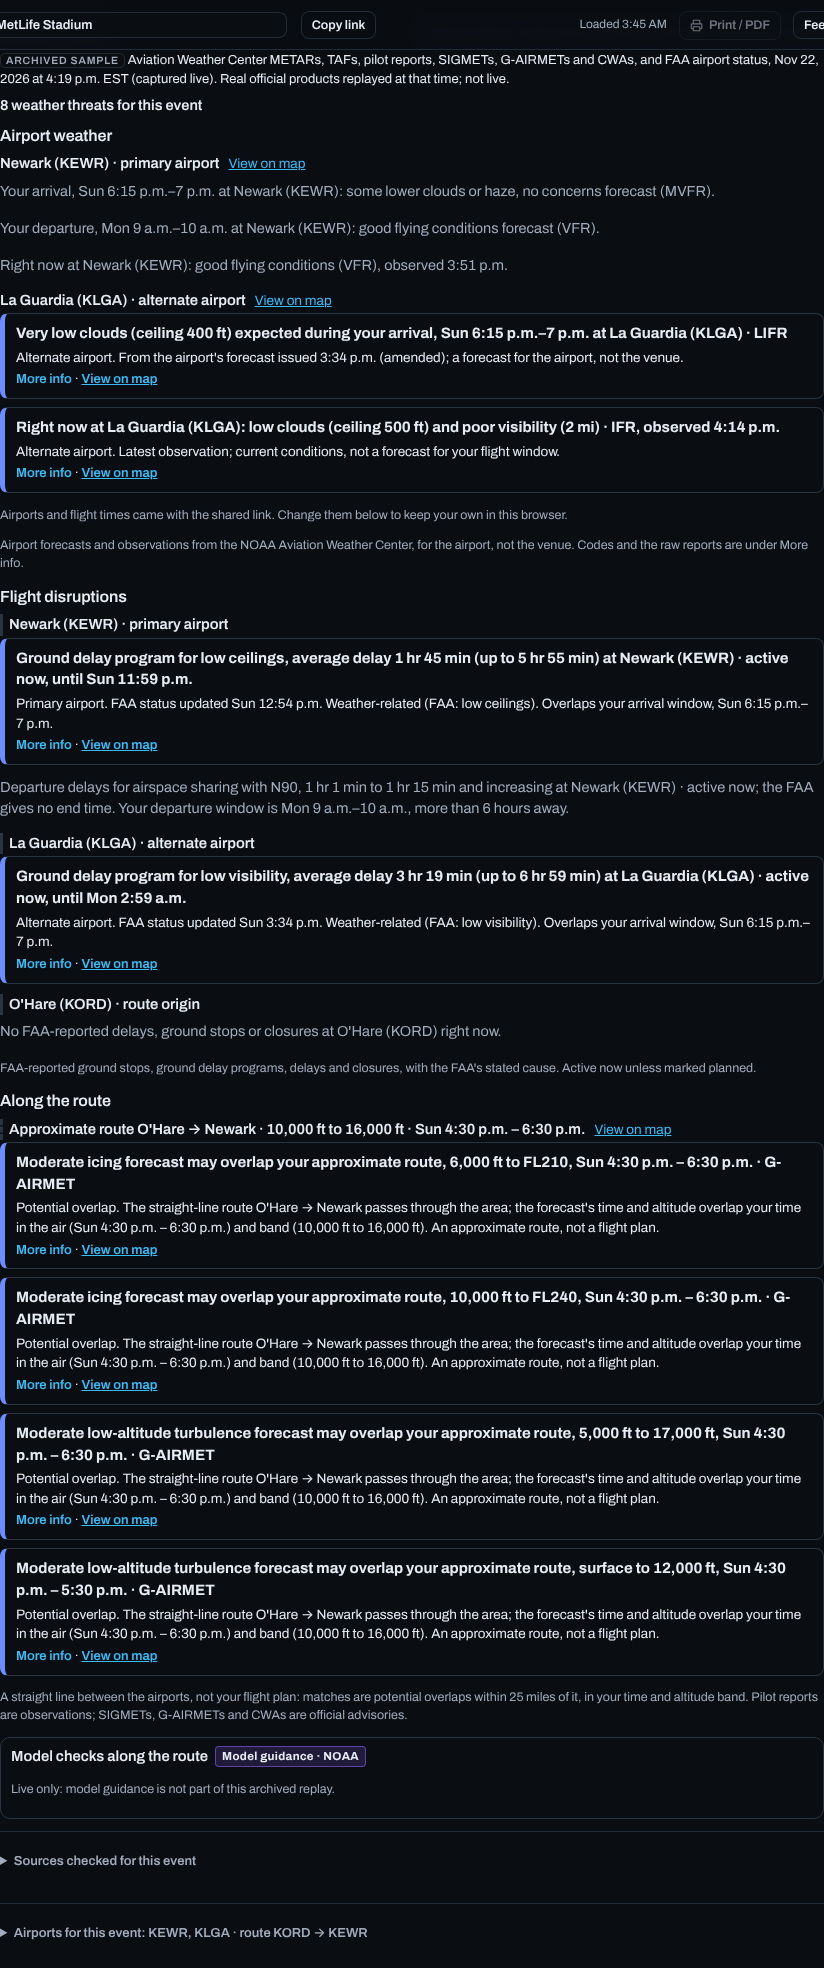 MetLife Stadium
Copy link
Loaded 3:45 AM
Print / PDF
Fee
ARCHIVED SAMPLE Aviation Weather Center METARs, TAFs, pilot reports, SIGMETs, G-AIRMETs and CWAs, and FAA airport status, Nov 22,
2026 at 4:19 p.m. EST (captured live). Real official products replayed at that time; not live.
8 weather threats for this event
Airport weather
Newark (KEWR) · primary airport View on map
Your arrival, Sun 6:15 p.m.–7 p.m. at Newark (KEWR): some lower clouds or haze, no concerns forecast (MVFR).
Your departure, Mon 9 a.m.–10 a.m. at Newark (KEWR): good flying conditions forecast (VFR).
Right now at Newark (KEWR): good flying conditions (VFR), observed 3:51 p.m.
La Guardia (KLGA) · alternate airport View on map
Very low clouds (ceiling 400 ft) expected during your arrival, Sun 6:15 p.m.–7 p.m. at La Guardia (KLGA) · LIFR
Alternate airport. From the airport's forecast issued 3:34 p.m. (amended); a forecast for the airport, not the venue.
More info · View on map
Right now at La Guardia (KLGA): low clouds (ceiling 500 ft) and poor visibility (2 mi) · IFR, observed 4:14 p.m.
Alternate airport. Latest observation; current conditions, not a forecast for your flight window.
More info · View on map
Airports and flight times came with the shared link. Change them below to keep your own in this browser.
Airport forecasts and observations from the NOAA Aviation Weather Center, for the airport, not the venue. Codes and the raw reports are under More
info.
Flight disruptions
Newark (KEWR) · primary airport
Ground delay program for low ceilings, average delay 1 hr 45 min (up to 5 hr 55 min) at Newark (KEWR) · active
now, until Sun 11:59 p.m.
Primary airport. FAA status updated Sun 12:54 p.m. Weather-related (FAA: low ceilings). Overlaps your arrival window, Sun 6:15 p.m.–
7 p.m.
More info · View on map
Departure delays for airspace sharing with N90, 1 hr 1 min to 1 hr 15 min and increasing at Newark (KEWR) · active now; the FAA
gives no end time. Your departure window is Mon 9 a.m.–10 a.m., more than 6 hours away.
La Guardia (KLGA) · alternate airport
Ground delay program for low visibility, average delay 3 hr 19 min (up to 6 hr 59 min) at La Guardia (KLGA) · active
now, until Mon 2:59 a.m.
Alternate airport. FAA status updated Sun 3:34 p.m. Weather-related (FAA: low visibility). Overlaps your arrival window, Sun 6:15 p.m.–
7 p.m.
More info · View on map
O'Hare (KORD) · route origin
No FAA-reported delays, ground stops or closures at O'Hare (KORD) right now.
FAA-reported ground stops, ground delay programs, delays and closures, with the FAA's stated cause. Active now unless marked planned.
Along the route
Approximate route O'Hare → Newark · 10,000 ft to 16,000 ft · Sun 4:30 p.m. – 6:30 p.m. View on map
Moderate icing forecast may overlap your approximate route, 6,000 ft to FL210, Sun 4:30 p.m. – 6:30 p.m. · G-
AIRMET
Potential overlap. The straight-line route O'Hare → Newark passes through the area; the forecast's time and altitude overlap your time
in the air (Sun 4:30 p.m. – 6:30 p.m.) and band (10,000 ft to 16,000 ft). An approximate route, not a flight plan.
More info · View on map
Moderate icing forecast may overlap your approximate route, 10,000 ft to FL240, Sun 4:30 p.m. – 6:30 p.m. · G-
AIRMET
Potential overlap. The straight-line route O'Hare → Newark passes through the area; the forecast's time and altitude overlap your time
in the air (Sun 4:30 p.m. – 6:30 p.m.) and band (10,000 ft to 16,000 ft). An approximate route, not a flight plan.
More info · View on map
Moderate low-altitude turbulence forecast may overlap your approximate route, 5,000 ft to 17,000 ft, Sun 4:30
p.m. – 6:30 p.m. · G-AIRMET
Potential overlap. The straight-line route O'Hare → Newark passes through the area; the forecast's time and altitude overlap your time
in the air (Sun 4:30 p.m. – 6:30 p.m.) and band (10,000 ft to 16,000 ft). An approximate route, not a flight plan.
More info · View on map
Moderate low-altitude turbulence forecast may overlap your approximate route, surface to 12,000 ft, Sun 4:30
p.m. – 5:30 p.m. · G-AIRMET
Potential overlap. The straight-line route O'Hare → Newark passes through the area; the forecast's time and altitude overlap your time
in the air (Sun 4:30 p.m. – 6:30 p.m.) and band (10,000 ft to 16,000 ft). An approximate route, not a flight plan.
More info · View on map
A straight line between the airports, not your flight plan: matches are potential overlaps within 25 miles of it, in your time and altitude band. Pilot reports
are observations; SIGMETs, G-AIRMETs and CWAs are official advisories.
Model checks along the route Model guidance · NOAA
Live only: model guidance is not part of this archived replay.
Sources checked for this event
Airports for this event: KEWR, KLGA · route KORD → KEWR